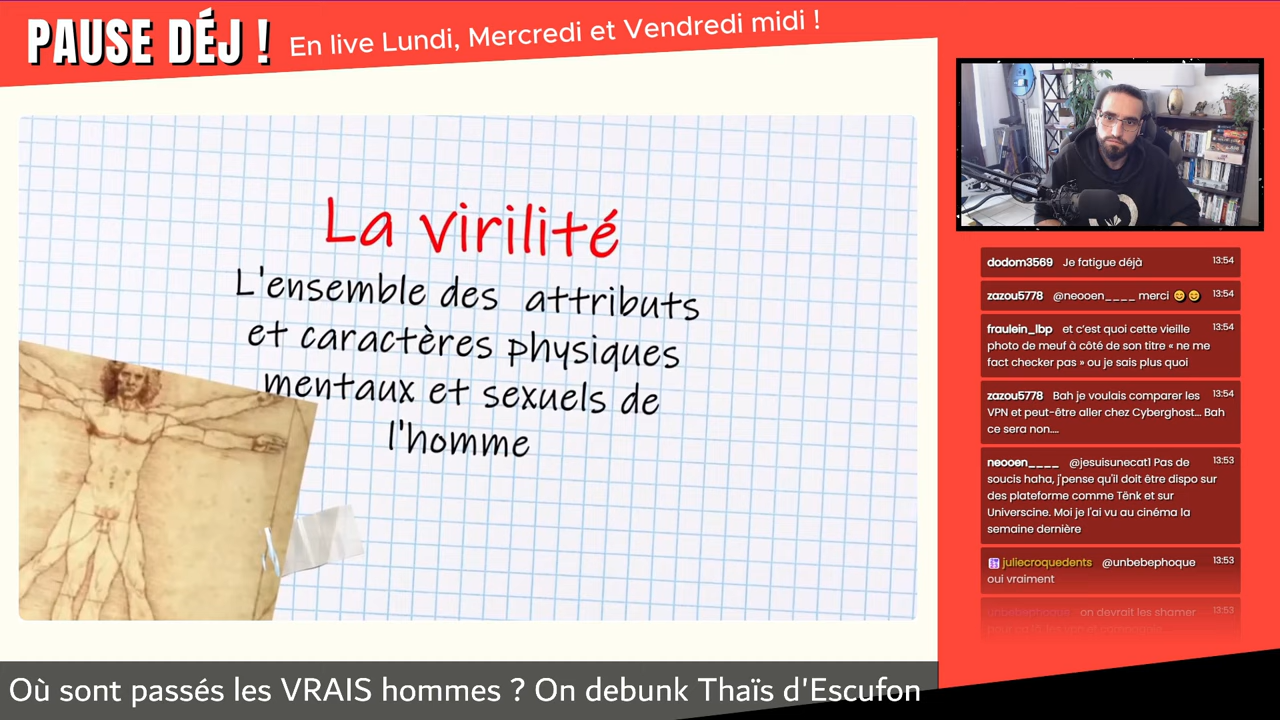 PAUSE DÉJ ! En live Lundi, Mercredi et Vendredi midi !
La virilité
L'ensemble des attributs
et caractères physiques
mentaux et sexuels de
l'homme
dodom3569 Je fatigue déjà 13:54
zazou5778 @neooen____ merci 😄 😄 13:54
fraulein_lbp et c'est quoi cette vieille 13:54
photo de meuf à côté de son titre « ne me
fact checker pas » ou je sais plus quoi
zazou5778 Bah je voulais comparer les 13:54
VPN et peut-être aller chez Cyberghost... Bah
ce sera non....
neooen____ @jesuisunecat1 Pas de 13:53
soucis haha, j'pense qu'il doit être dispo sur
des plateforme comme Tënk et sur
Universcine. Moi je l'ai vu au cinéma la
semaine dernière
juliecroquedents @unbebephoque 13:53
oui vraiment
unbebephoque on devrait les shamer 13:53
Où sont passés les VRAIS hommes ? On debunk Thaïs d'Escufon